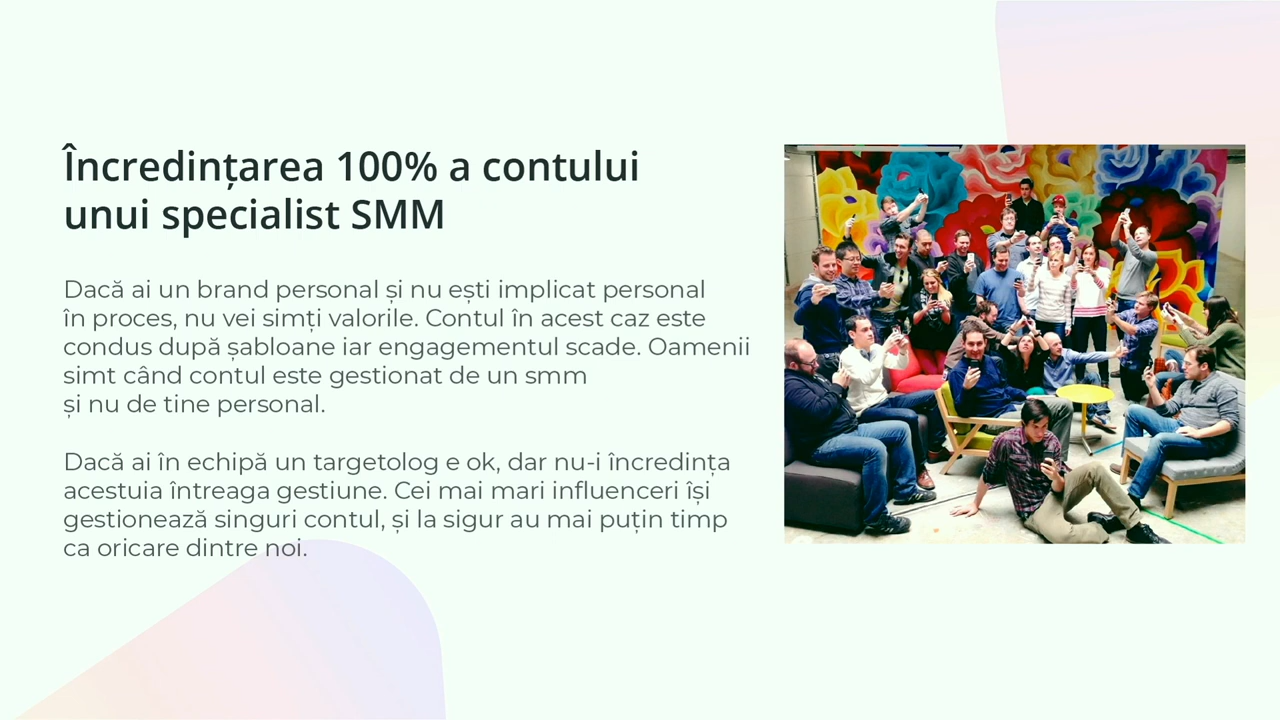 Încredințarea 100% a contului
unui specialist SMM
Dacă ai un brand personal și nu ești implicat personal
în proces, nu vei simți valorile. Contul în acest caz este
condus după șabloane iar engagementul scade. Oamenii
simt când contul este gestionat de un smm
și nu de tine personal.
Dacă ai în echipă un targetolog e ok, dar nu-i încredința
acestuia întreaga gestiune. Cei mai mari influenceri își
gestionează singuri contul, și la sigur au mai puțin timp
ca oricare dintre noi.